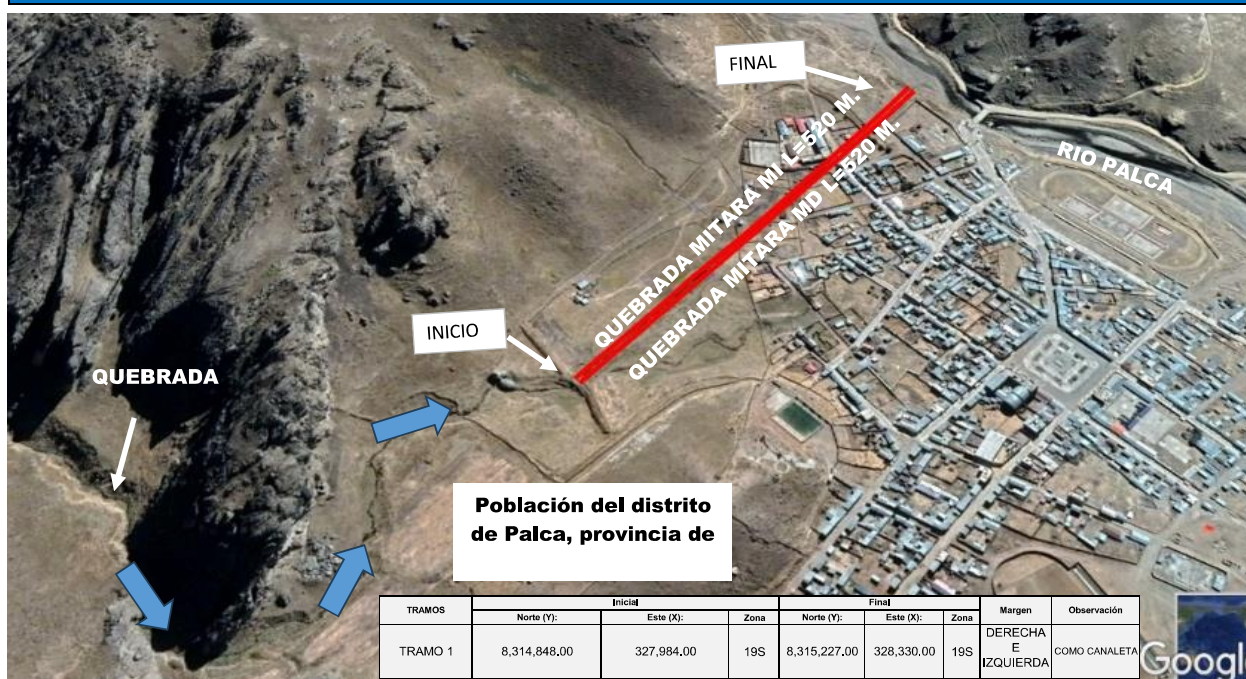 FINAL
QUEBRADA MITARA MI L=520 M.
QUEBRADA MITARA MD L=520 M.
RIO PALCA
INICIO
QUEBRADA
Población del distrito
de Palca, provincia de
TRAMOS Inicial Final Margen Observación
Norte (Y): Este (X): Zona Norte (Y): Este (X): Zona
TRAMO 1 8,314,848.00 327,984.00 19S 8,315,227.00 328,330.00 19S DERECHA E IZQUIERDA COMO CANALETA
Googl